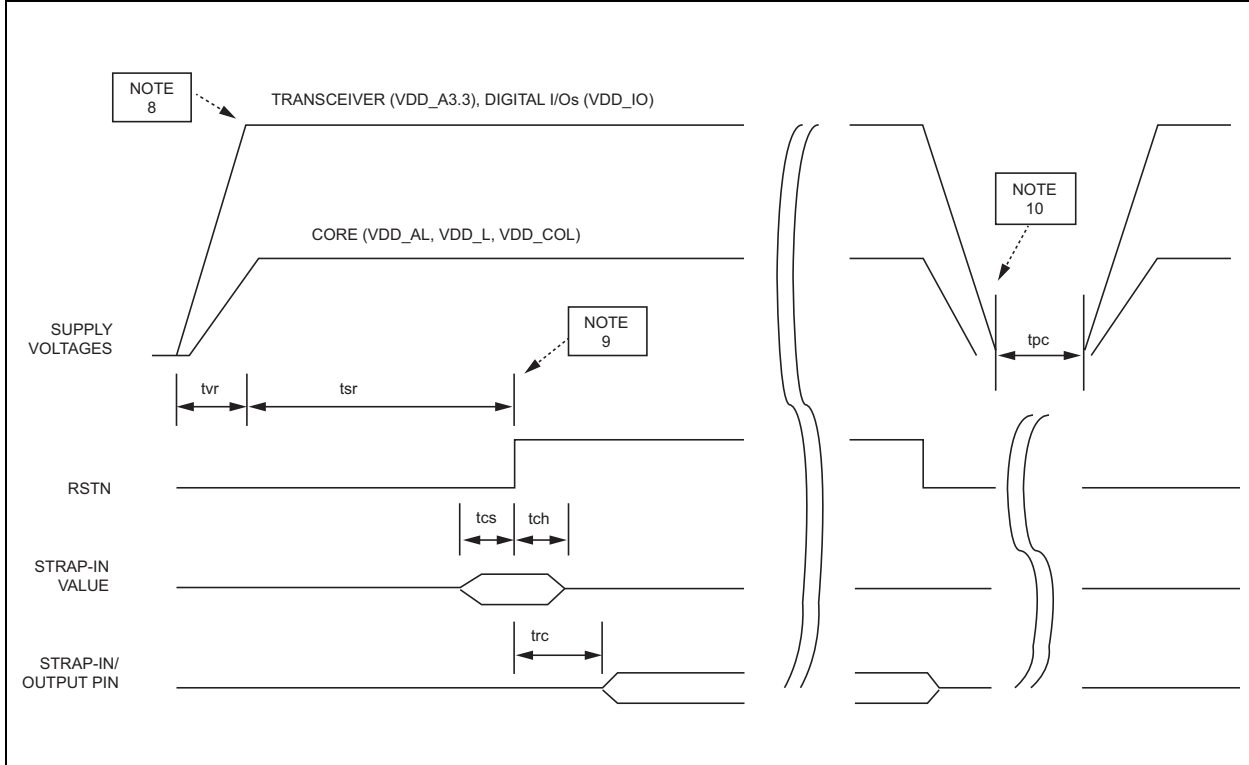 NOTE
8
TRANSCEIVER (VDD_A3.3), DIGITAL I/Os (VDD_IO)
NOTE
10
CORE (VDD_AL, VDD_L, VDD_COL)
SUPPLY
VOLTAGES
NOTE
9
tpc
tvr
tsr
RSTN
tcs
tch
STRAP-IN
VALUE
trc
STRAP-IN/
OUTPUT PIN